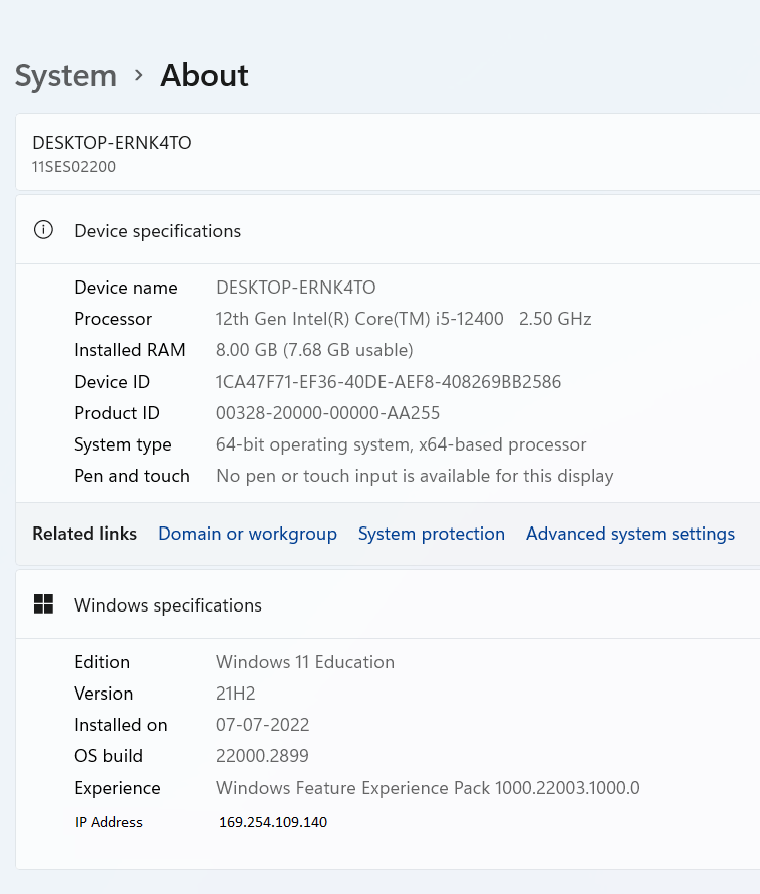 System > About
DESKTOP-ERNK4TO
11SES02200
Device specifications
Device name DESKTOP-ERNK4TO
Processor 12th Gen Intel(R) Core(TM) i5-12400 2.50 GHz
Installed RAM 8.00 GB (7.68 GB usable)
Device ID 1CA47F71-EF36-40DE-AEF8-408269BB2586
Product ID 00328-20000-00000-AA255
System type 64-bit operating system, x64-based processor
Pen and touch No pen or touch input is available for this display
Related links Domain or workgroup System protection Advanced system settings
Windows specifications
Edition Windows 11 Education
Version 21H2
Installed on 07-07-2022
OS build 22000.2899
Experience Windows Feature Experience Pack 1000.22003.1000.0
IP Address 169.254.109.140